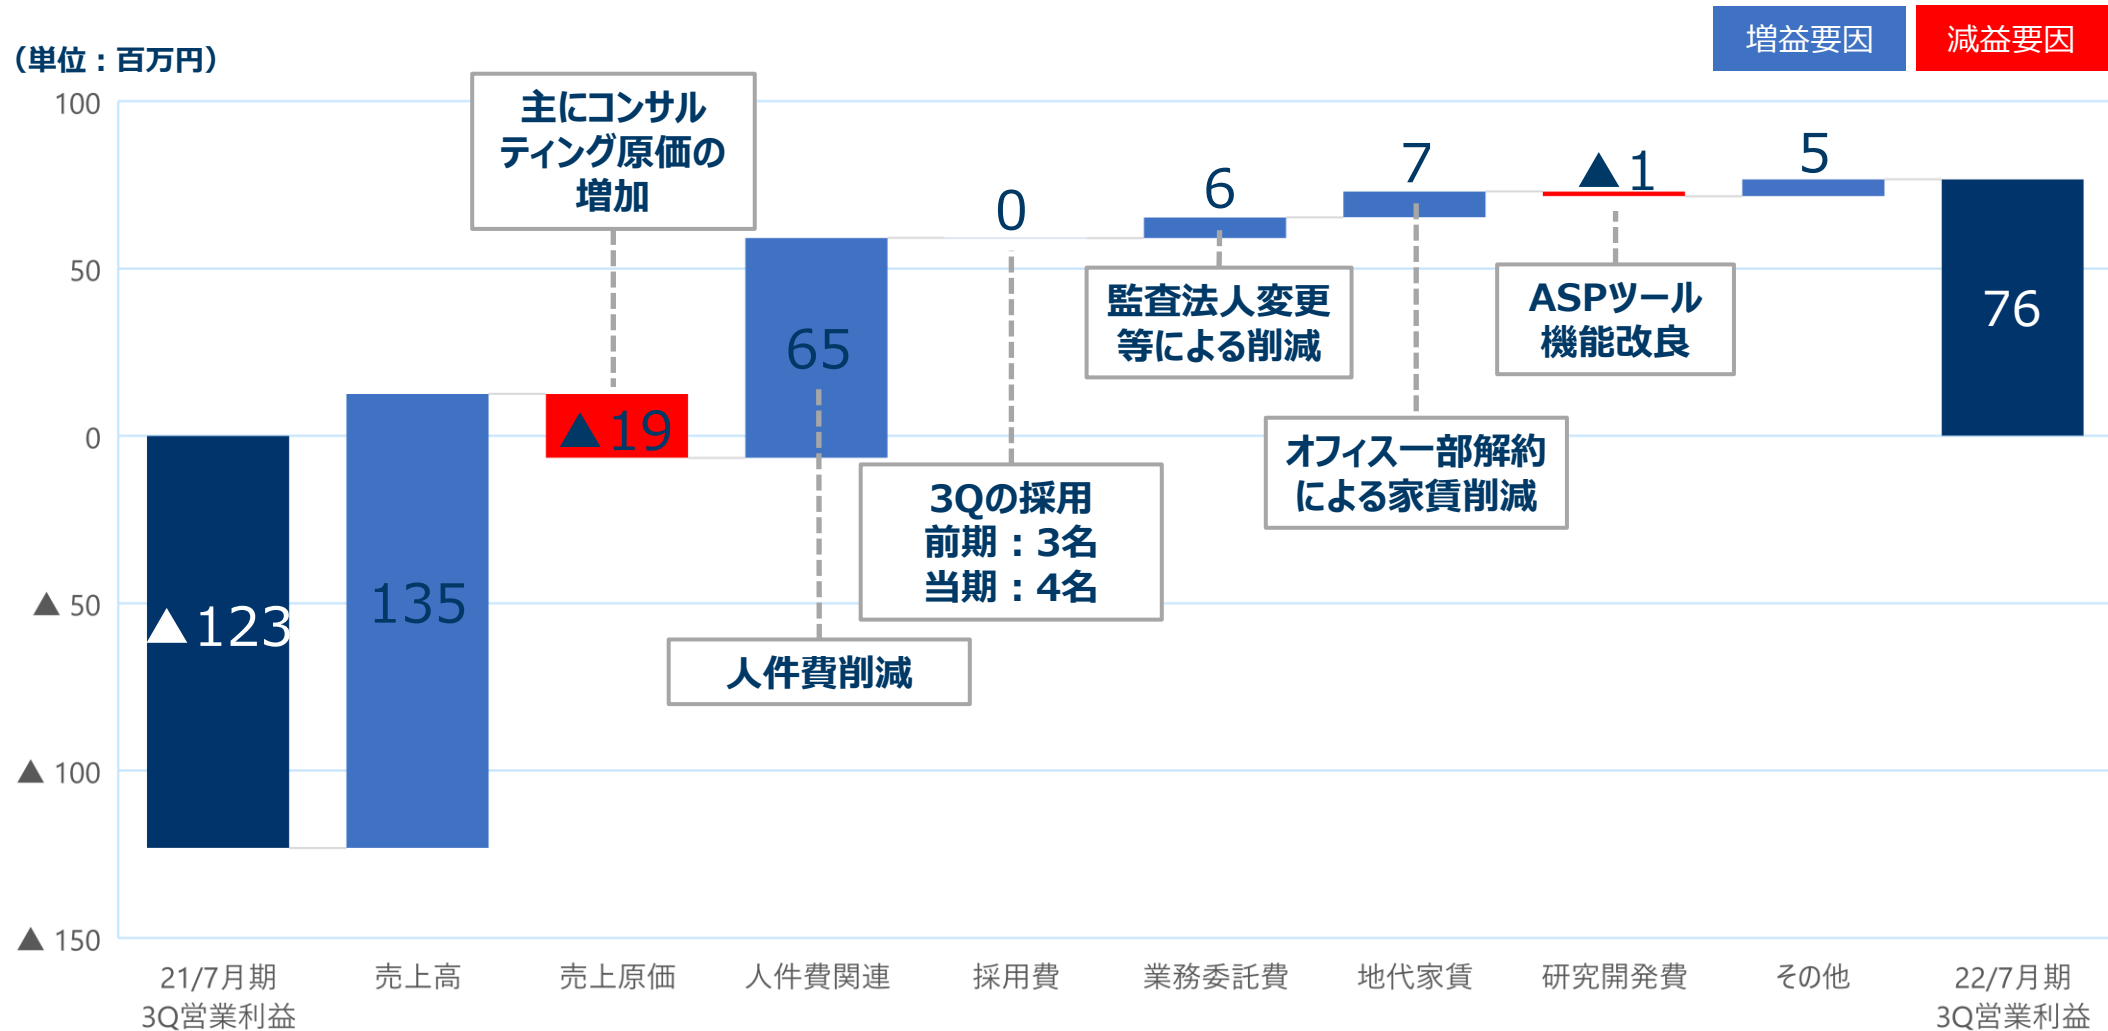 (単位：百万円)
増益要因
減益要因
100
50
0
▲ 50
▲ 100
▲ 150
主にコンサル
ティング原価の
増加
▲123
135
▲19
65
0
6
7
▲1
5
76
人件費削減
3Qの採用
前期：3名
当期：4名
監査法人変更
等による削減
オフィス一部解約
による家賃削減
ASPツール
機能改良
21/7月期
3Q営業利益
売上高
売上原価
人件費関連
採用費
業務委託費
地代家賃
研究開発費
その他
22/7月期
3Q営業利益